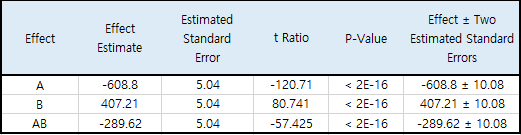 Effect Effect Estimate Estimated Standard Error t Ratio P-Value Effect ± Two Estimated Standard Errors
A -608.8 5.04 -120.71 < 2E-16 -608.8 ± 10.08
B 407.21 5.04 80.741 < 2E-16 407.21 ± 10.08
AB -289.62 5.04 -57.425 < 2E-16 -289.62 ± 10.08